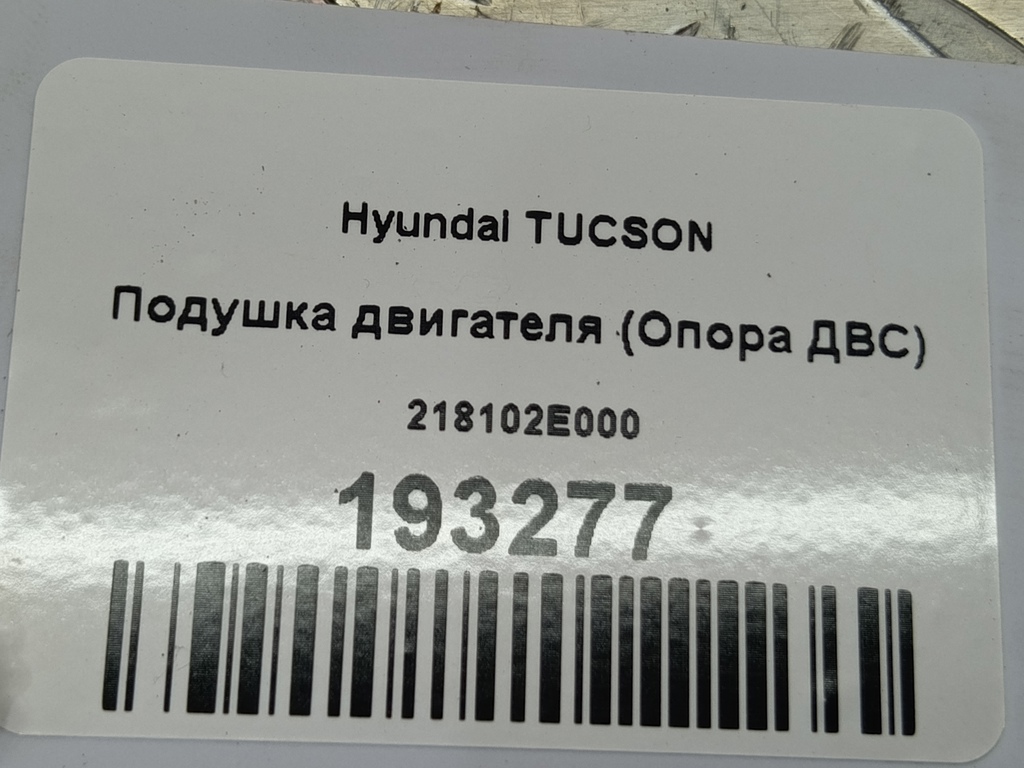 Hyundai TUCSON
Подушка двигателя (Опора ДВС)
218102E000
193277